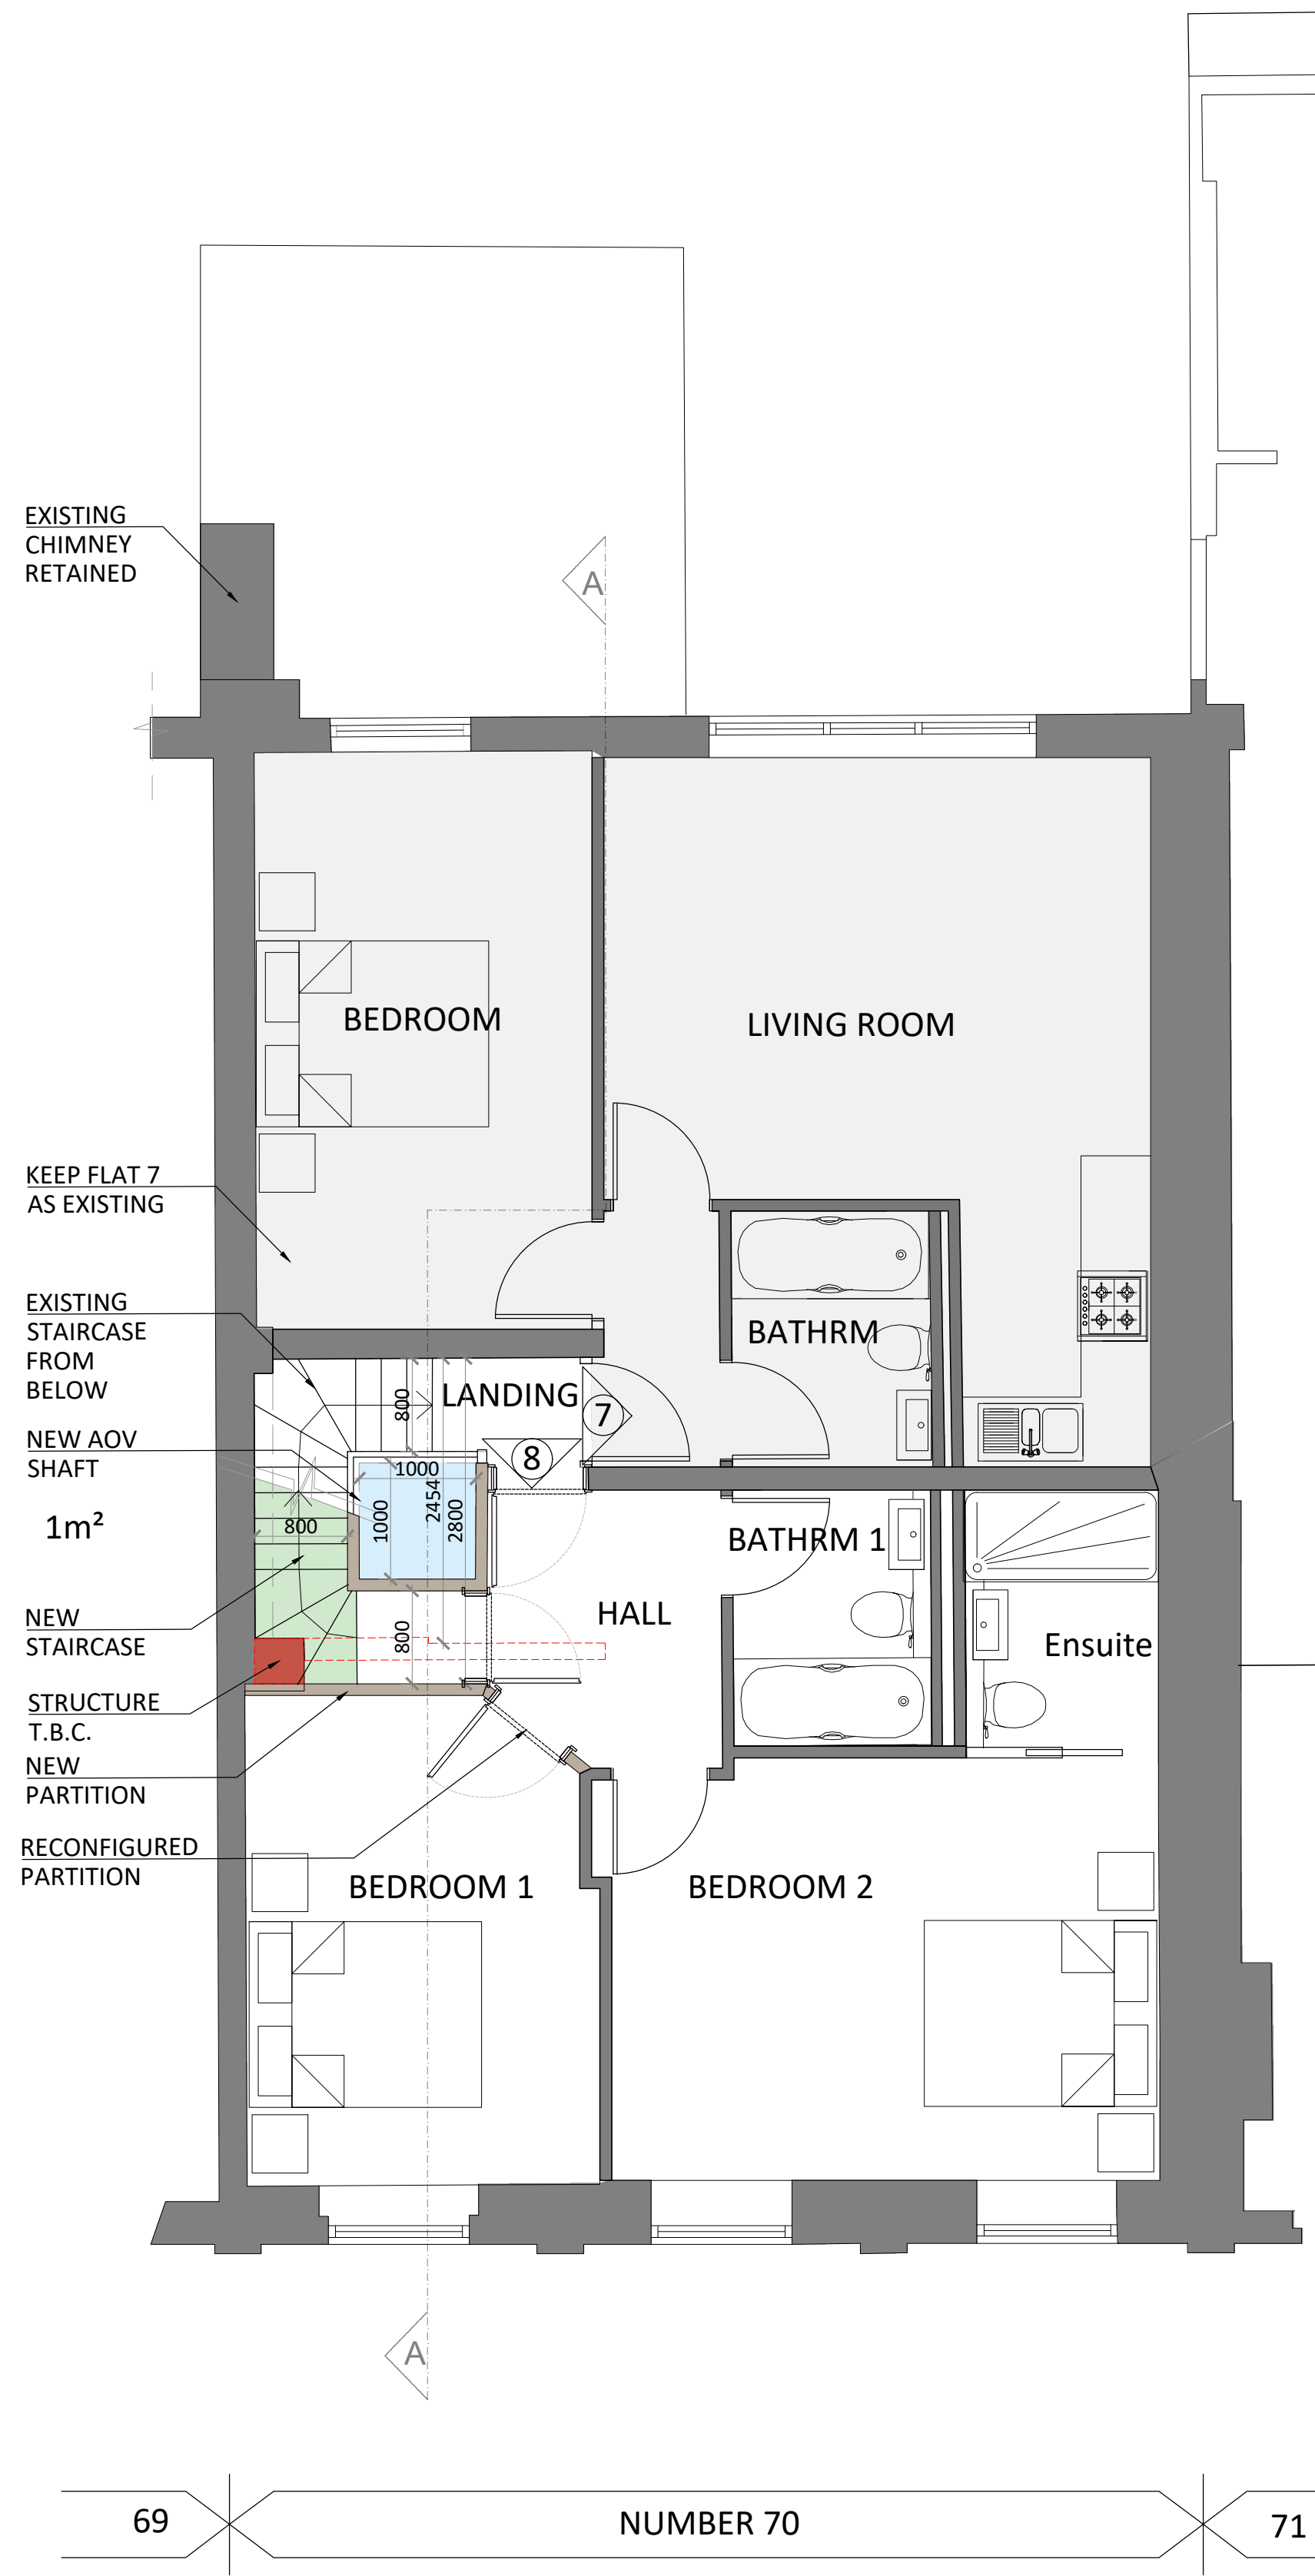 EXISTING
CHIMNEY
RETAINED
A
BEDROOM
LIVING ROOM
KEEP FLAT 7
AS EXISTING
EXISTING
STAIRCASE
FROM
BELOW
BATHRM
LANDING
800
7
8
NEW AOV
SHAFT
1m²
1000
1000
2454
2800
800
BATHRM 1
HALL
Ensuite
800
NEW
STAIRCASE
STRUCTURE
T.B.C.
NEW
PARTITION
RECONFIGURED
PARTITION
BEDROOM 1
BEDROOM 2
A
69
NUMBER 70
71